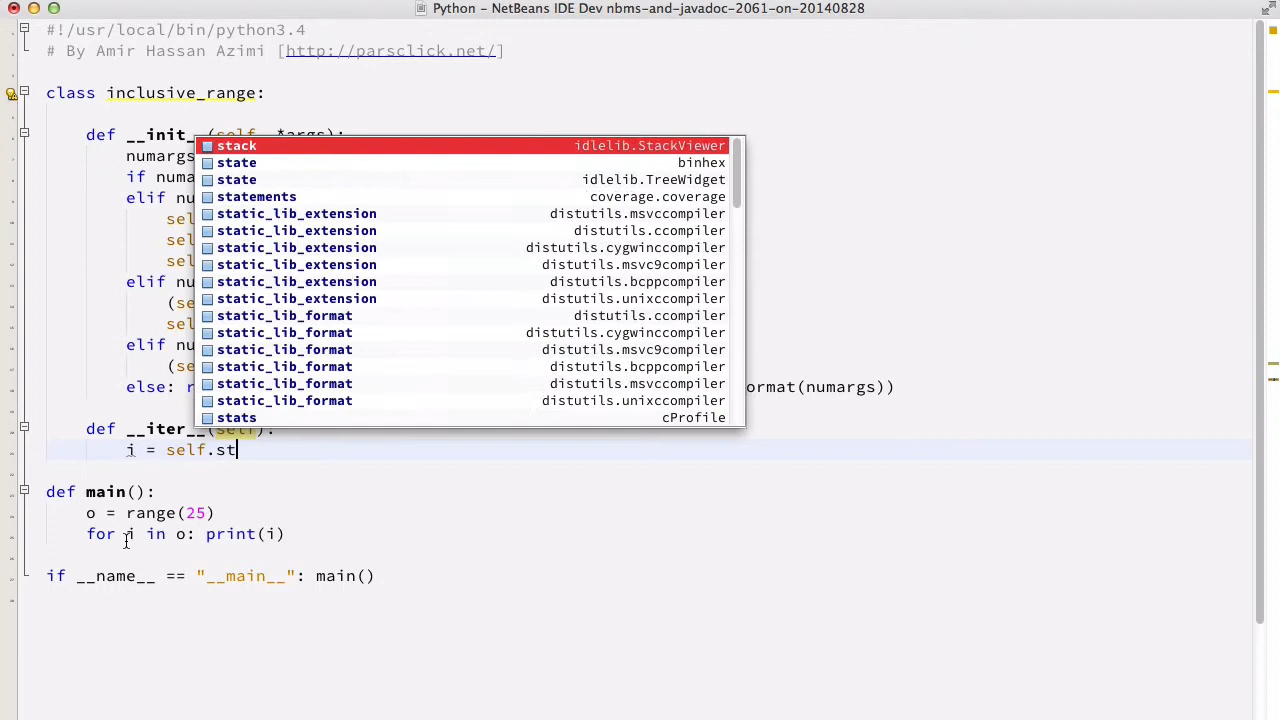 Python - NetBeans IDE Dev nbms-and-javadoc-2061-on-20140828
#!/usr/local/bin/python3.4
# By Amir Hassan Azimi [http://parsclick.net/]
class inclusive_range:
def __init_ (self, *args):
numargs
if numa
elif nu
sel
sel
sel
elif nu
(se
sel
elif nu
(se
else: r ormat(numargs))
stack idlelib.StackViewer
state binhex
state idlelib.TreeWidget
statements coverage.coverage
static_lib_extension distutils.msvccompiler
static_lib_extension distutils.ccompiler
static_lib_extension distutils.cygwinccompiler
static_lib_extension distutils.msvc9compiler
static_lib_extension distutils.bcppcompiler
static_lib_extension distutils.unixccompiler
static_lib_format distutils.ccompiler
static_lib_format distutils.cygwinccompiler
static_lib_format distutils.msvc9compiler
static_lib_format distutils.bcppcompiler
static_lib_format distutils.msvccompiler
static_lib_format distutils.unixccompiler
stats cProfile
def __iter__(self):
i = self.st
def main():
o = range(25)
for i in o: print(i)
if __name__ == "__main__": main()